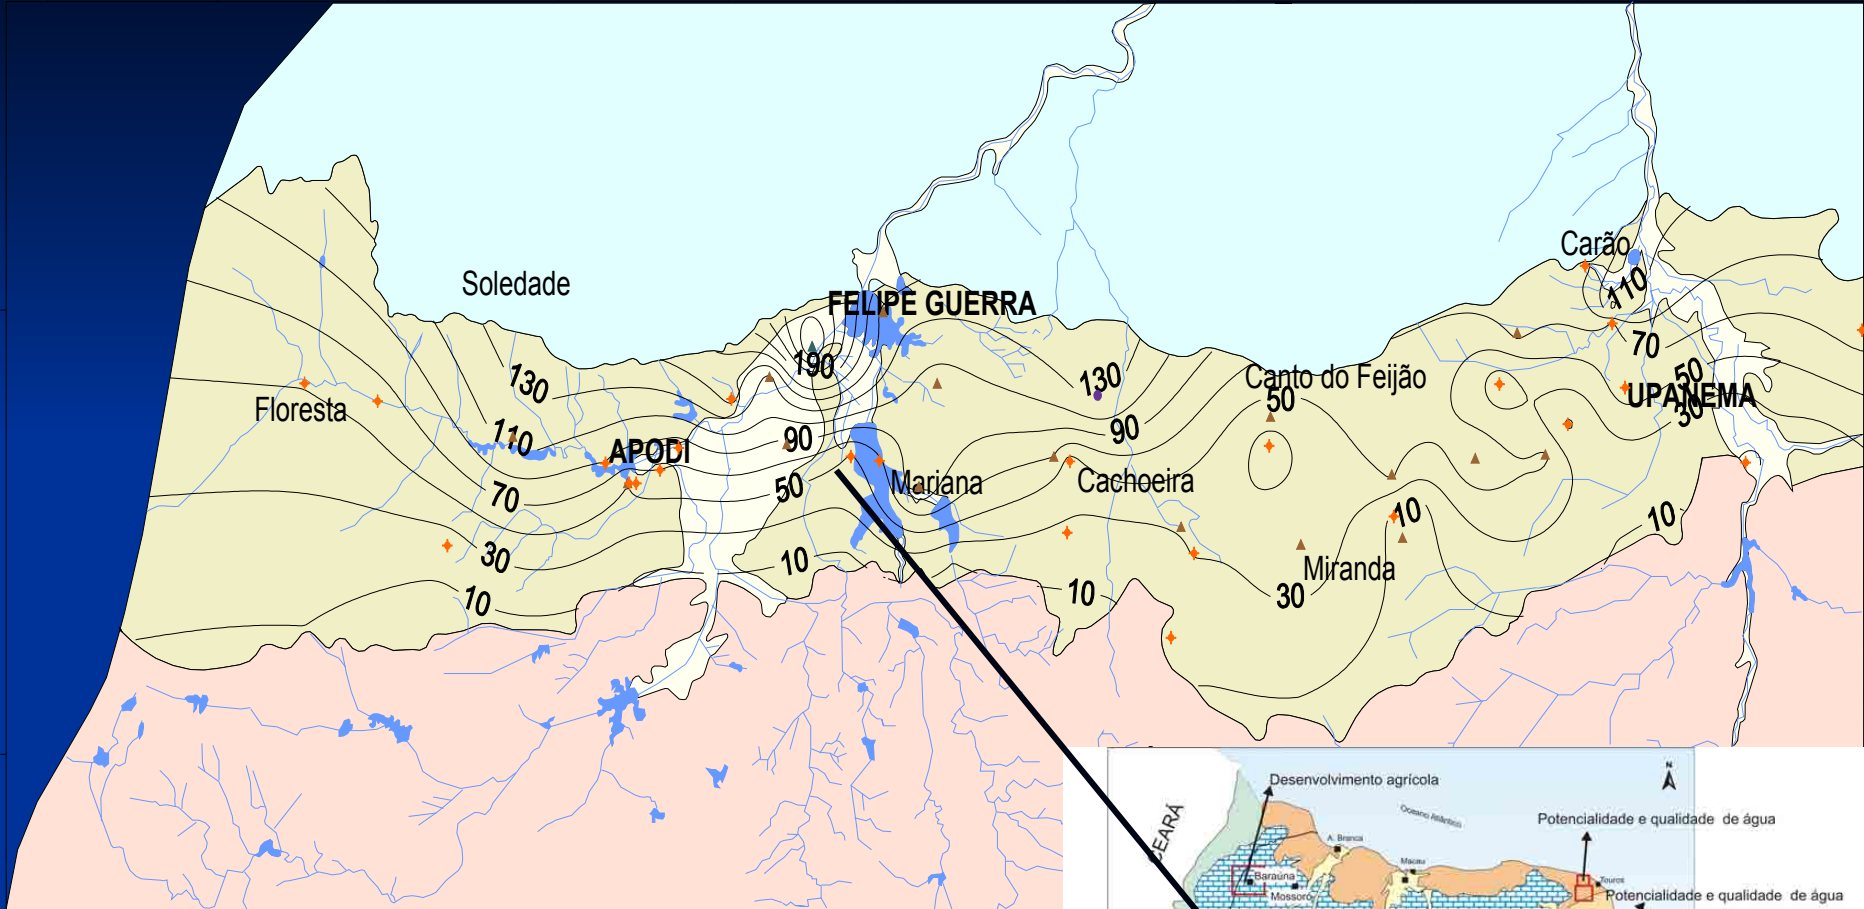 Carão
Soledade
110
FELIPE GUERRA
70
190
130
130
50
Canto do Feijão
50
UPANEMA
Floresta
30
110
90
90
APODI
Mariana
Cachoeira
50
70
10
10
30
10
Miranda
10
30
10
N
Desenvolvimento agrícola
Oceano Atlântico
Potencialidade e qualidade de água
CEARÁ
A. Branca
Macau
Baraúna
Touros
Mossoró
Potencialidade e qualidade de água